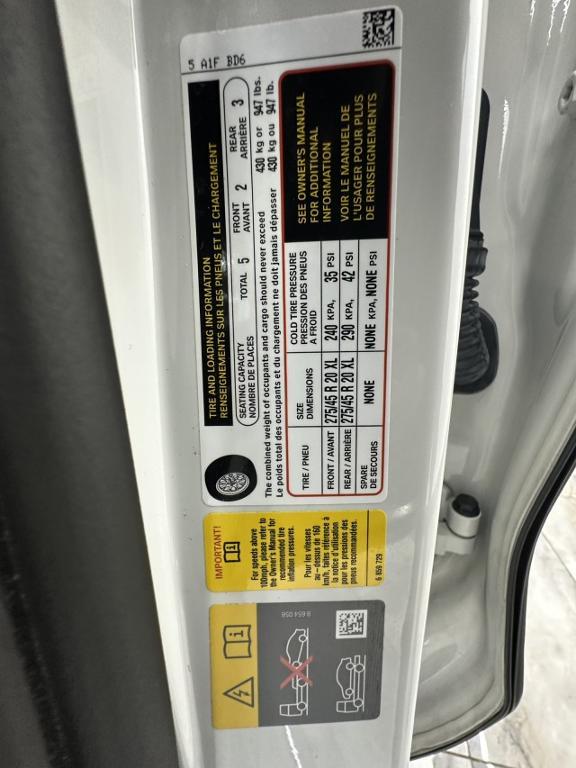 5 A1F BD6
TIRE AND LOADING INFORMATION
RENSEIGNEMENTS SUR LES PNEUS ET LE CHARGEMENT
SEATING CAPACITY
NOMBRE DE PLACES
TOTAL 5
FRONT
AVANT 2
REAR
ARRIÈRE 3
The combined weight of occupants and cargo should never exceed 430 kg or 947 lbs.
Le poids total des occupants et du chargement ne doit jamais dépasser 430 kg ou 947 lb.
TIRE / PNEU
SIZE
DIMENSIONS
COLD TIRE PRESSURE
PRESSION DES PNEUS
A FROID
FRONT / AVANT 275/45 R 20 XL 240 KPA, 35 PSI
REAR / ARRIÈRE 275/45 R 20 XL 290 KPA, 42 PSI
SPARE
DE SECOURS
NONE NONE KPA, NONE PSI
SEE OWNER'S MANUAL
FOR ADDITIONAL
INFORMATION
VOIR LE MANUEL DE
L'USAGER POUR PLUS
DE RENSEIGNEMENTS
IMPORTANT!
For speeds above
100mph, please refer to
the Owner's Manual for
recommended tire
inflation pressures.
Pour les vitesses
au-dessus de 160
km/h, faites référence à
la notice d'utilisation
pour les pressions des
pneus recommandées.
6 859 729
9 654 058